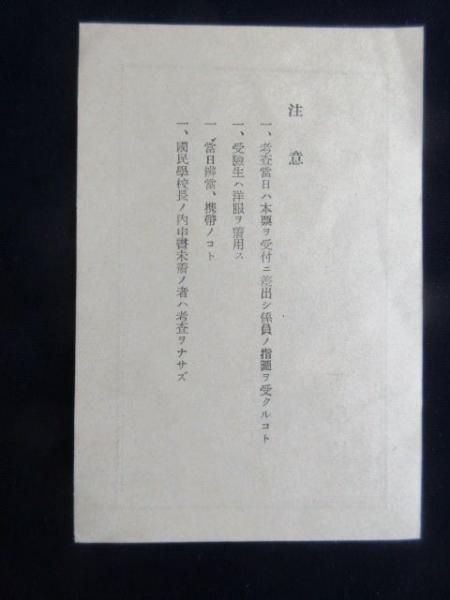 注意
一、考査當日ハ本票ヲ受付ニ差出シ係員ノ指圖ヲ受クルコト
一、受驗生ハ洋服ヲ着用ス
一、當日辨當、携帶ノコト
一、國民學校長ノ內申書未着ノ者ハ考査ヲナサズ